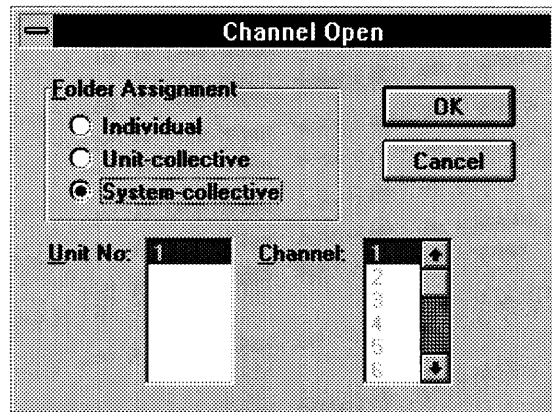 Channel Open
Folder Assignment
Individual
Unit-collective
System-collective
OK
Cancel
Unit No: 1
Channel: 1
2
3
4
5
6